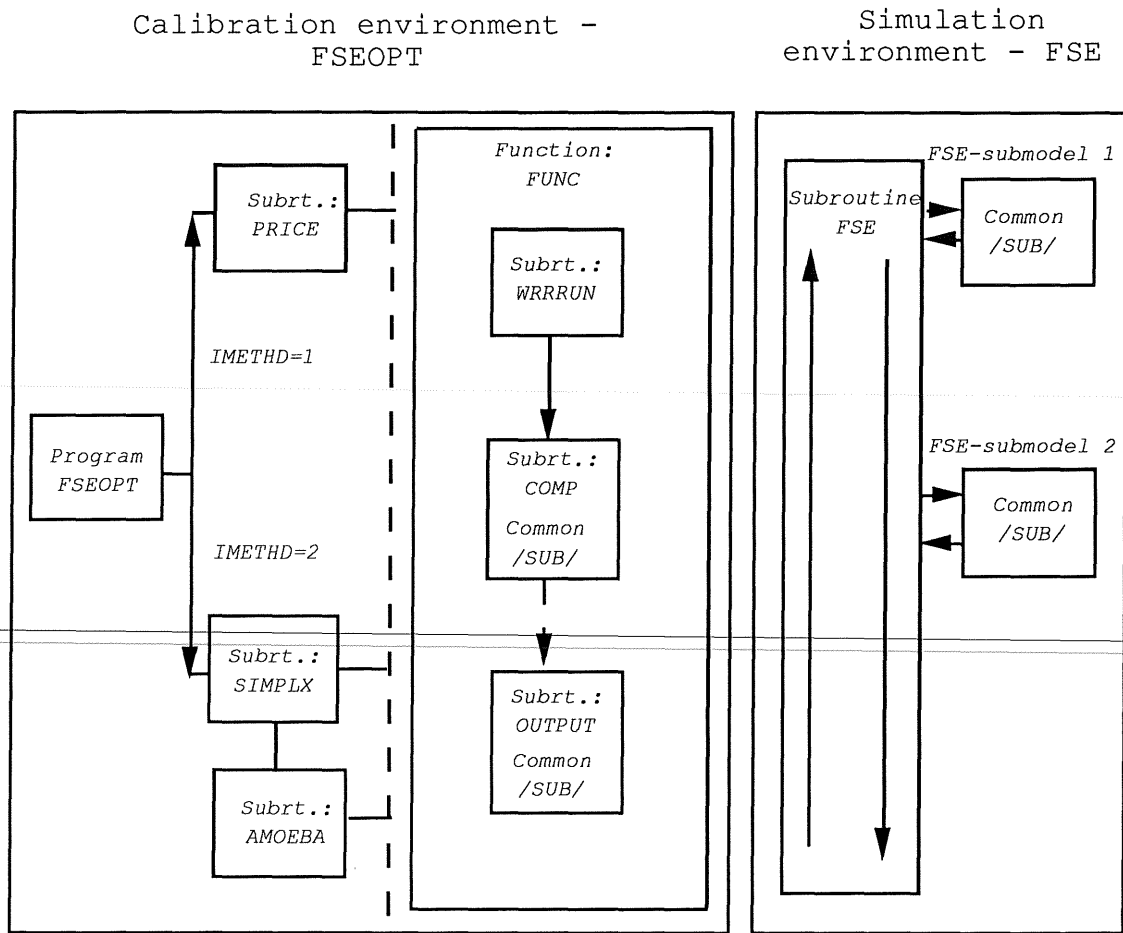 Calibration environment -
FSEOPT
Simulation
environment - FSE
Subrt.:
PRICE
IMETHD=1
Program
FSEOPT
IMETHD=2
Subrt.:
SIMPLX
Subrt.:
AMOEBA
Function:
FUNC
Subrt.:
WRRRUN
Subrt.:
COMP
Common
/SUB/
Subrt.:
OUTPUT
Common
/SUB/
Subroutine
FSE
FSE-submodel 1
Common
/SUB/
FSE-submodel 2
Common
/SUB/